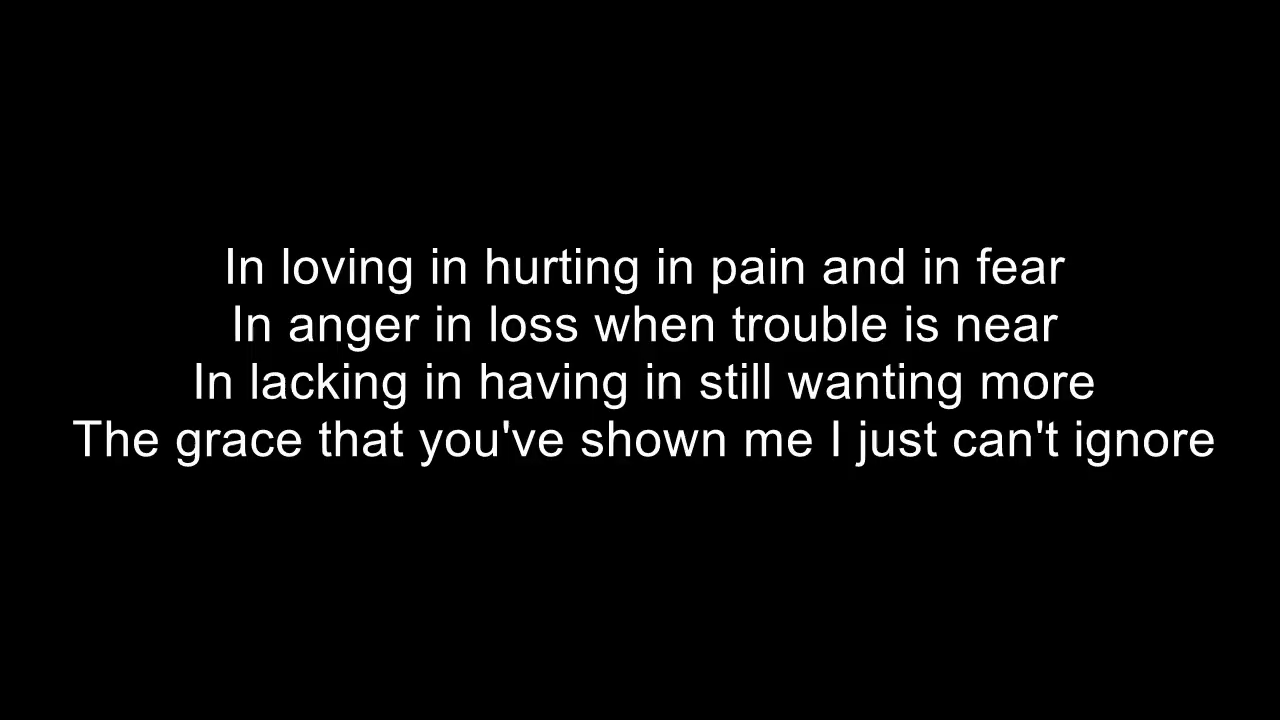 In loving in hurting in pain and in fear
In anger in loss when trouble is near
In lacking in having in still wanting more
The grace that you've shown me I just can't ignore